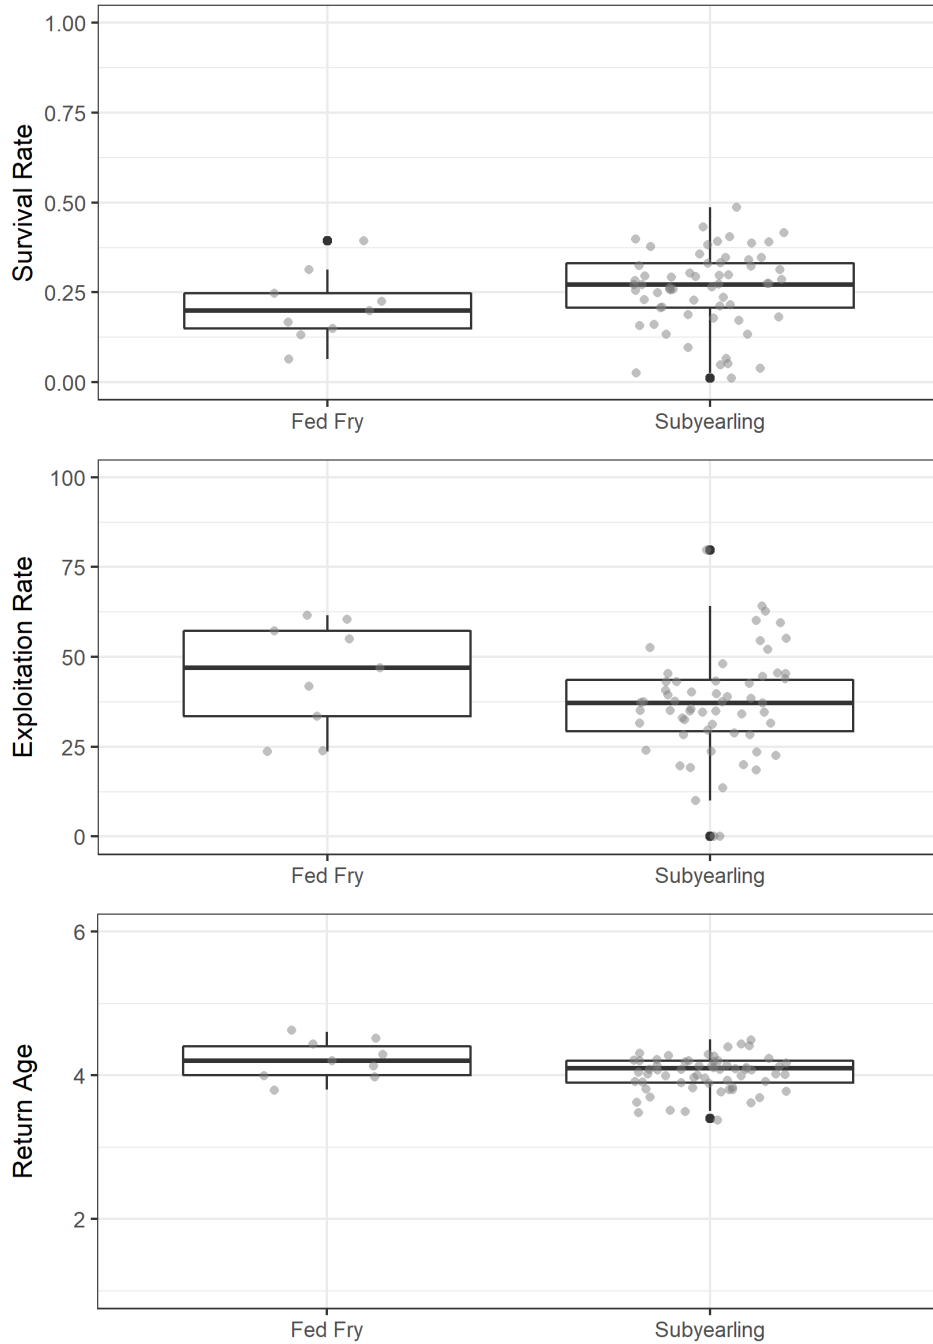 Survival Rate
1.00
0.75
0.50
0.25
0.00
Fed Fry Subyearling
Exploitation Rate
100
75
50
25
0
Fed Fry Subyearling
Return Age
6
4
2
Fed Fry Subyearling